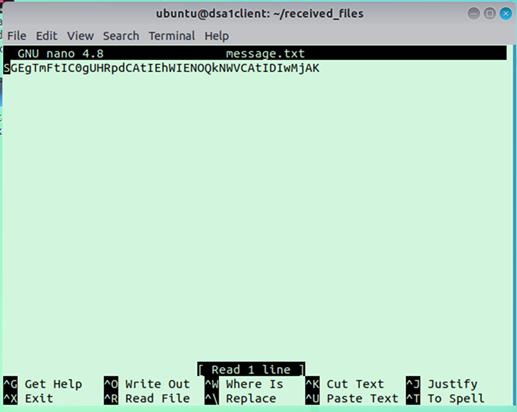 ubuntu@dsa1client: ~/received_files
File Edit View Search Terminal Help
GNU nano 4.8 message.txt
SGEgTmFtIC0gUHRpdCAtIEhWIENOQkNWVCAtIDIwMjAK
[ Read 1 line ]
^G Get Help ^O Write Out ^W Where Is ^K Cut Text ^J Justify
^X Exit ^R Read File ^\ Replace ^U Paste Text ^T To Spell